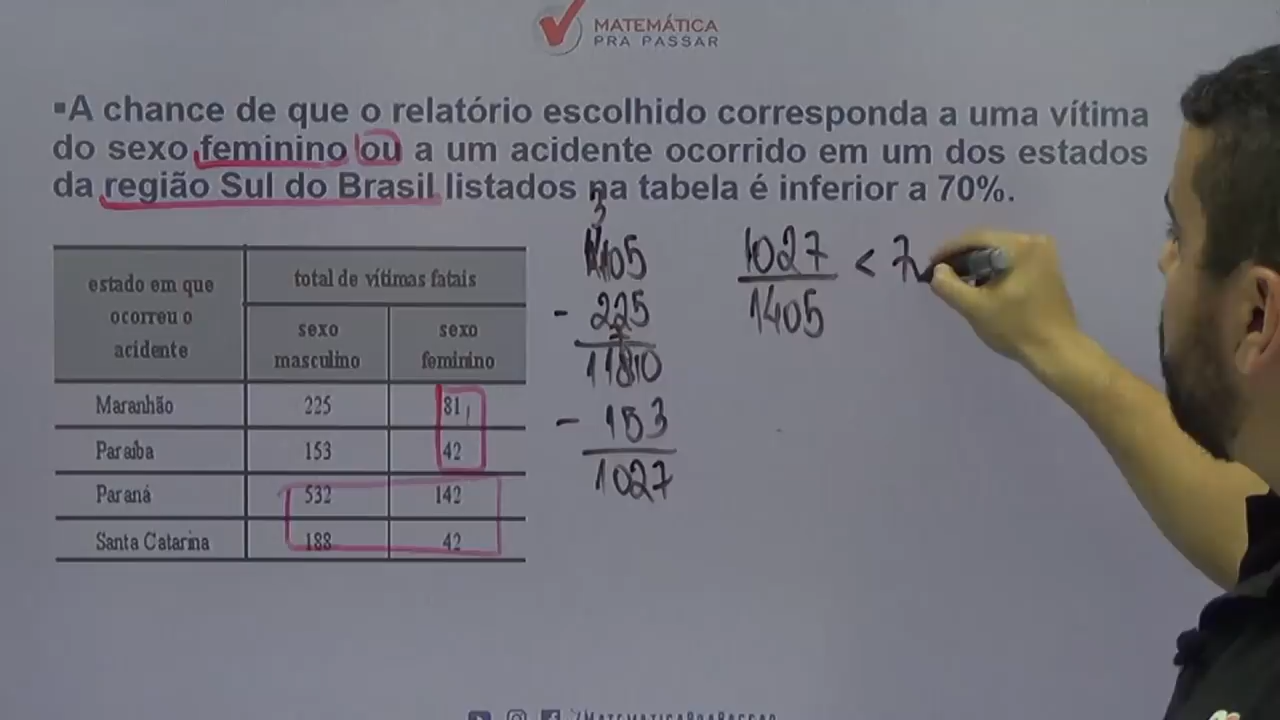 MATEMÁTICA
PRA PASSAR
▪A chance de que o relatório escolhido corresponda a uma vítima
do sexo feminino ou a um acidente ocorrido em um dos estados
da região Sul do Brasil listados na tabela é inferior a 70%.
estado em que ocorreu o acidente
total de vítimas fatais
sexo masculino
sexo feminino
Maranhão 225 81
Paraíba 153 42
Paraná 532 142
Santa Catarina 188 42
3
1405
- 225
7
1180
- 153
1027
1027 < 7
1405